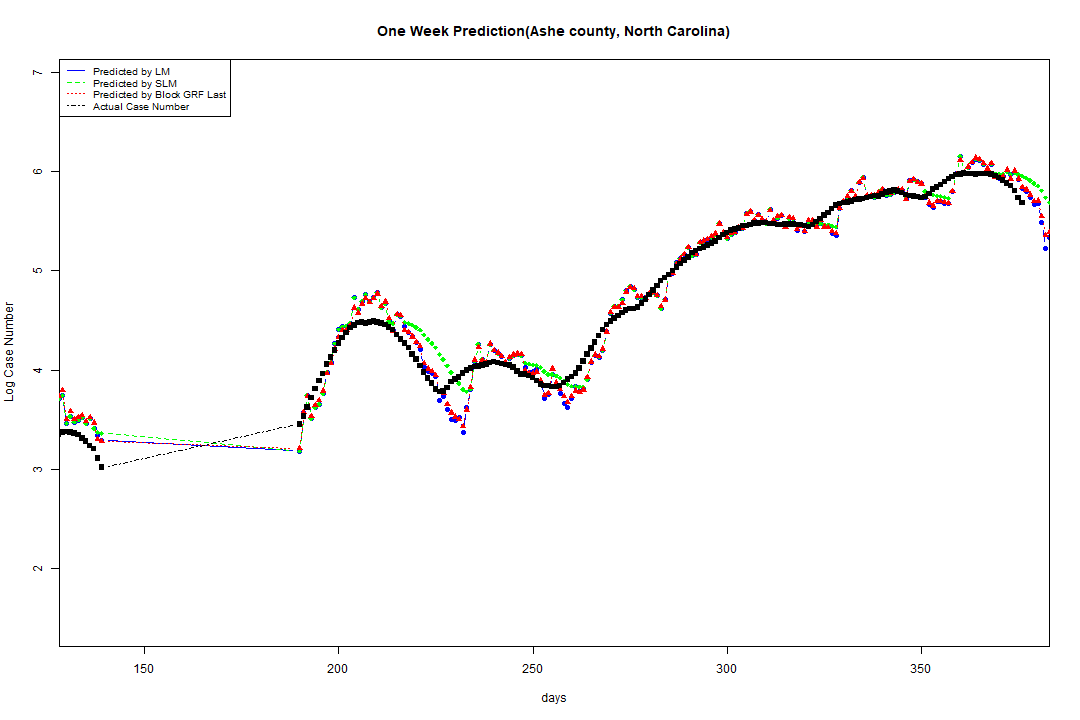 One Week Prediction(Ashe county, North Carolina)
Predicted by LM
Predicted by SLM
Predicted by Block GRF Last
Actual Case Number
7
6
5
4
3
2
Log Case Number
150 200 250 300 350
days